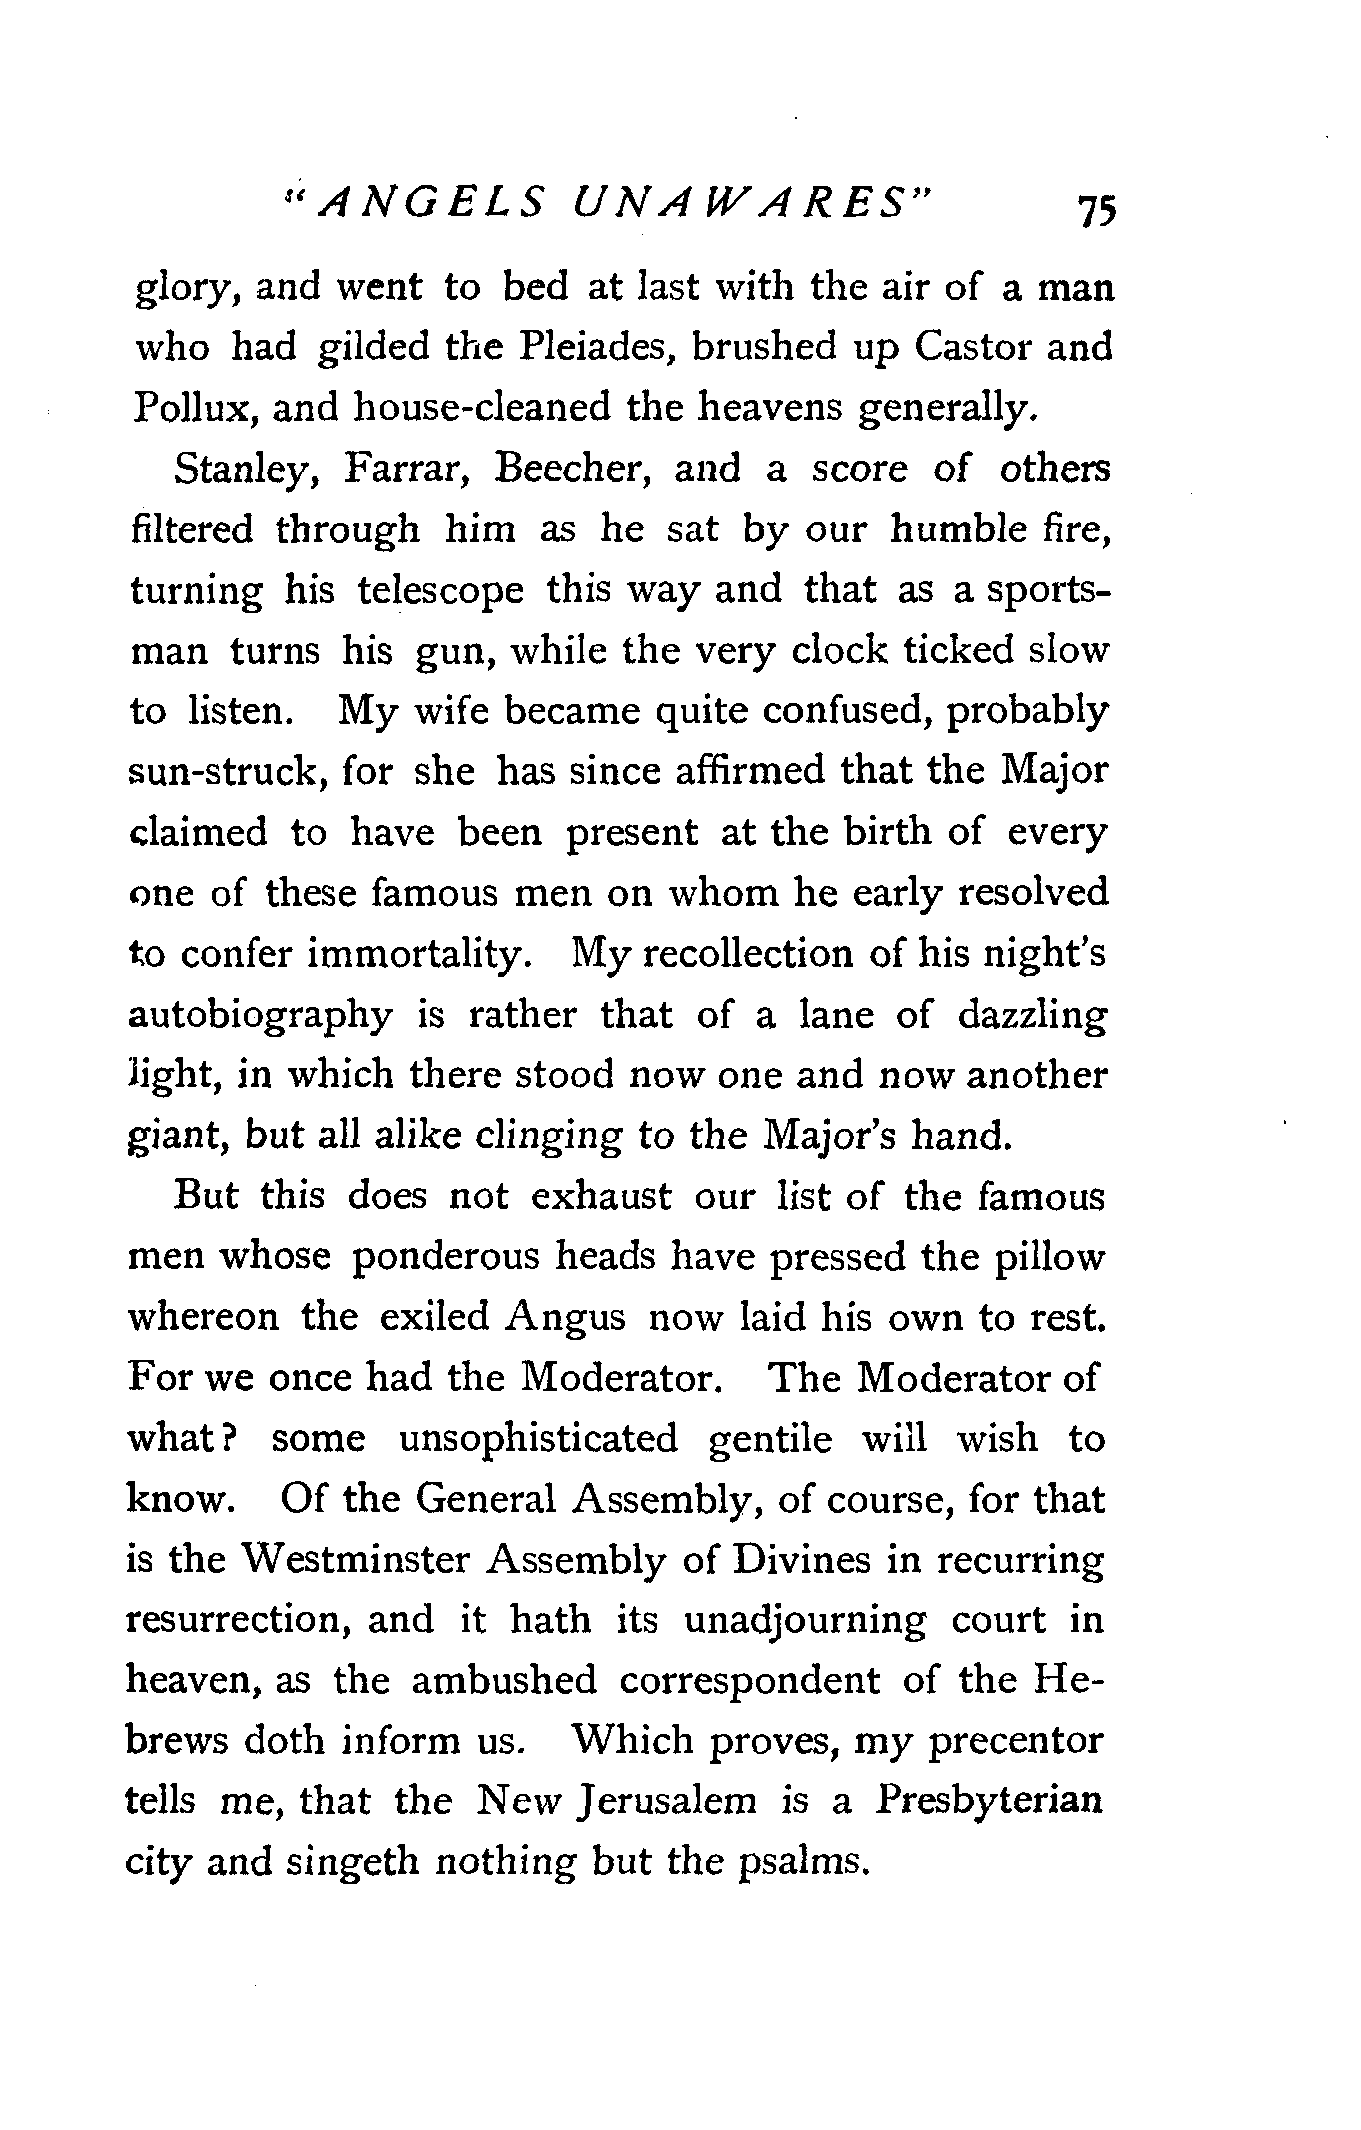 "ANGELS UNAWARES" 75
glory, and went to bed at last with the air of a man
who had gilded the Pleiades, brushed up Castor and
Pollux, and house-cleaned the heavens generally.
Stanley, Farrar, Beecher, and a score of others
filtered through him as he sat by our humble fire,
turning his telescope this way and that as a sports-
man turns his gun, while the very clock ticked slow
to listen. My wife became quite confused, probably
sun-struck, for she has since affirmed that the Major
claimed to have been present at the birth of every
one of these famous men on whom he early resolved
to confer immortality. My recollection of his night's
autobiography is rather that of a lane of dazzling
light, in which there stood now one and now another
giant, but all alike clinging to the Major's hand.
But this does not exhaust our list of the famous
men whose ponderous heads have pressed the pillow
whereon the exiled Angus now laid his own to rest.
For we once had the Moderator. The Moderator of
what? some unsophisticated gentile will wish to
know. Of the General Assembly, of course, for that
is the Westminster Assembly of Divines in recurring
resurrection, and it hath its unadjourning court in
heaven, as the ambushed correspondent of the He-
brews doth inform us. Which proves, my precentor
tells me, that the New Jerusalem is a Presbyterian
city and singeth nothing but the psalms.